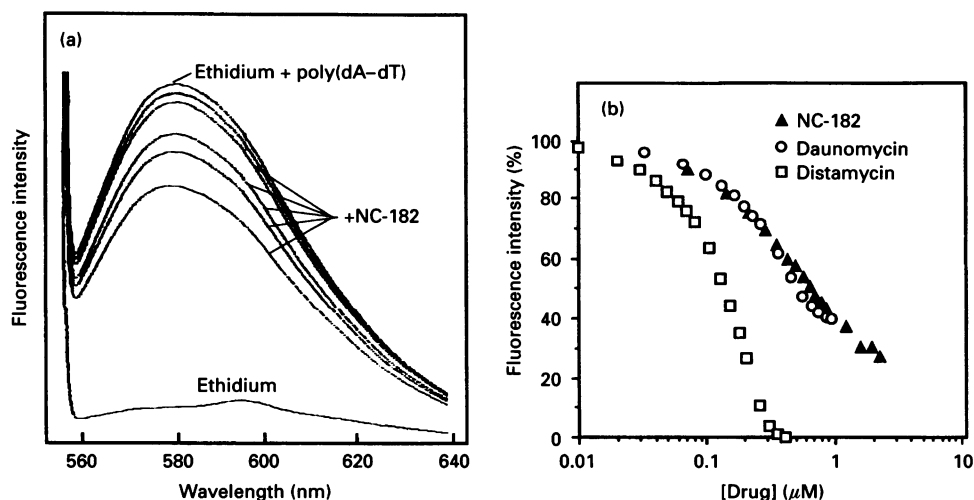 (a)
Ethidium + poly(dA–dT)
+NC-182
Ethidium
Fluorescence intensity
560 580 600 620 640
Wavelength (nm)
(b)
▲ NC-182
○ Daunomycin
□ Distamycin
Fluorescence intensity (%)
100
80
60
40
20
0
0.01 0.1 1 10
[Drug] (μM)